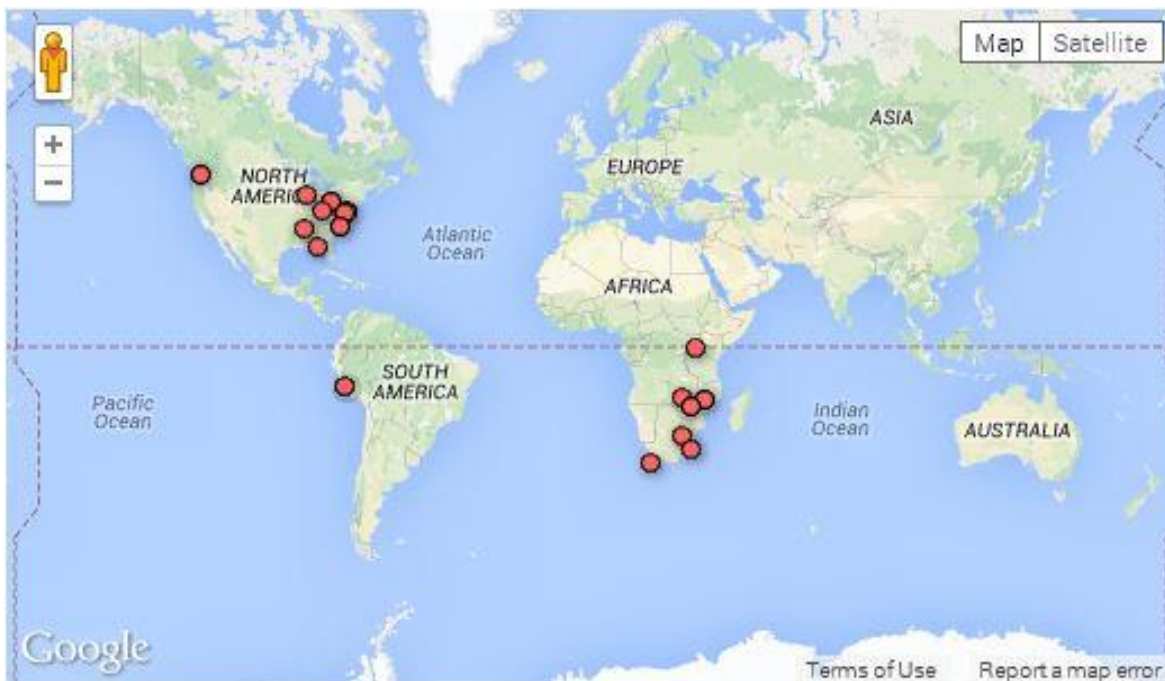 Map Satellite
+
−
NORTH
AMERICA
Atlantic
Ocean
EUROPE
ASIA
AFRICA
SOUTH
AMERICA
Pacific
Ocean
Indian
Ocean
AUSTRALIA
Google
Terms of Use Report a map error